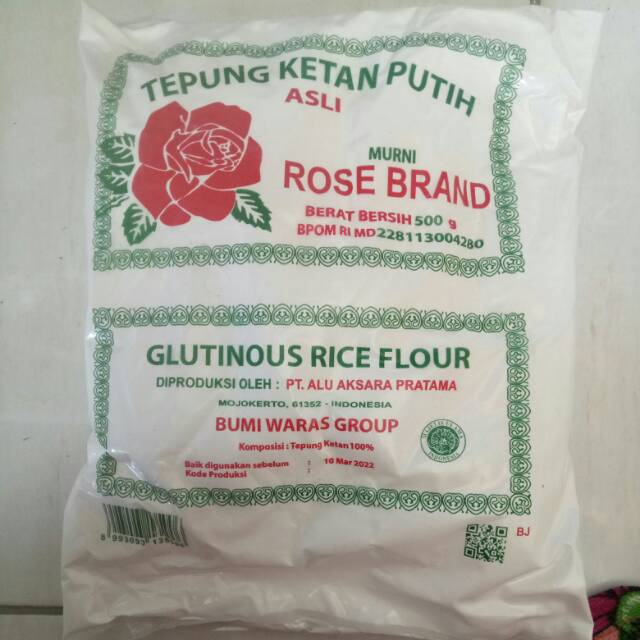 TEPUNG KETAN PUTIH
ASLI
MURNI
ROSE BRAND
BERAT BERSIH 500 g
BPOM RI MD 228113004280
GLUTINOUS RICE FLOUR
DIPRODUKSI OLEH : PT. ALU AKSARA PRATAMA
MOJOKERTO, 61352 - INDONESIA
BUMI WARAS GROUP
Komposisi : Tepung Ketan 100%
Baik digunakan sebelum : 10 Mar 2022
Kode Produksi :
BJ